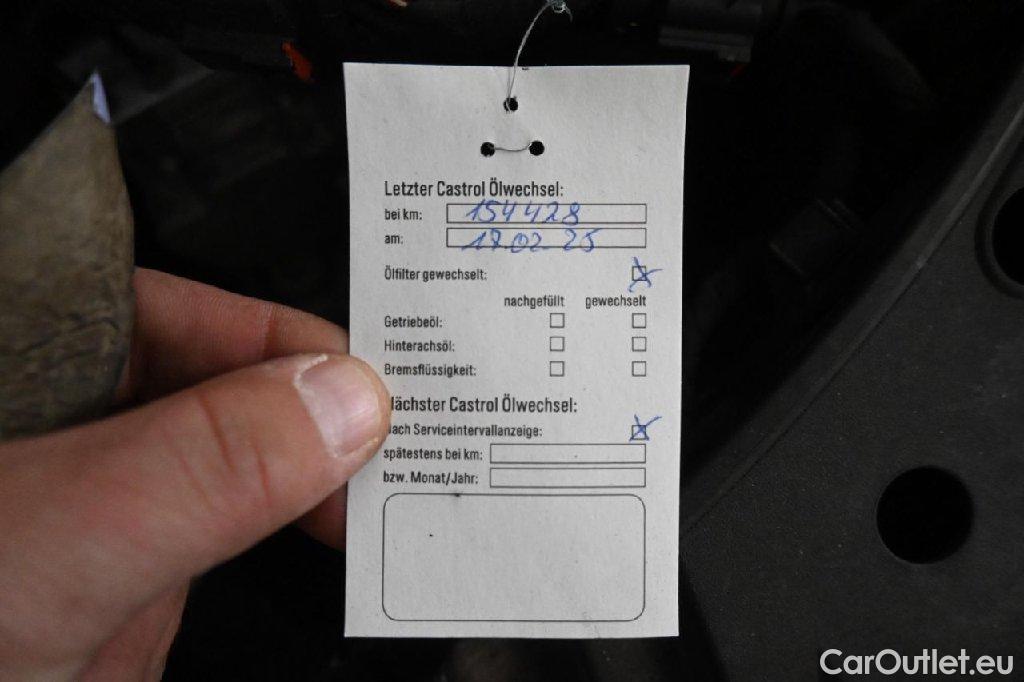 Letzter Castrol Ölwechsel:
bei km: 154428
am: 17.02.25
Ölfilter gewechselt:
nachgefüllt gewechselt
Getriebeöl:
Hinterachsöl:
Bremsflüssigkeit:
ächster Castrol Ölwechsel:
ach Serviceintervallanzeige:
spätestens bei km:
bzw. Monat/Jahr:
CarOutlet.eu